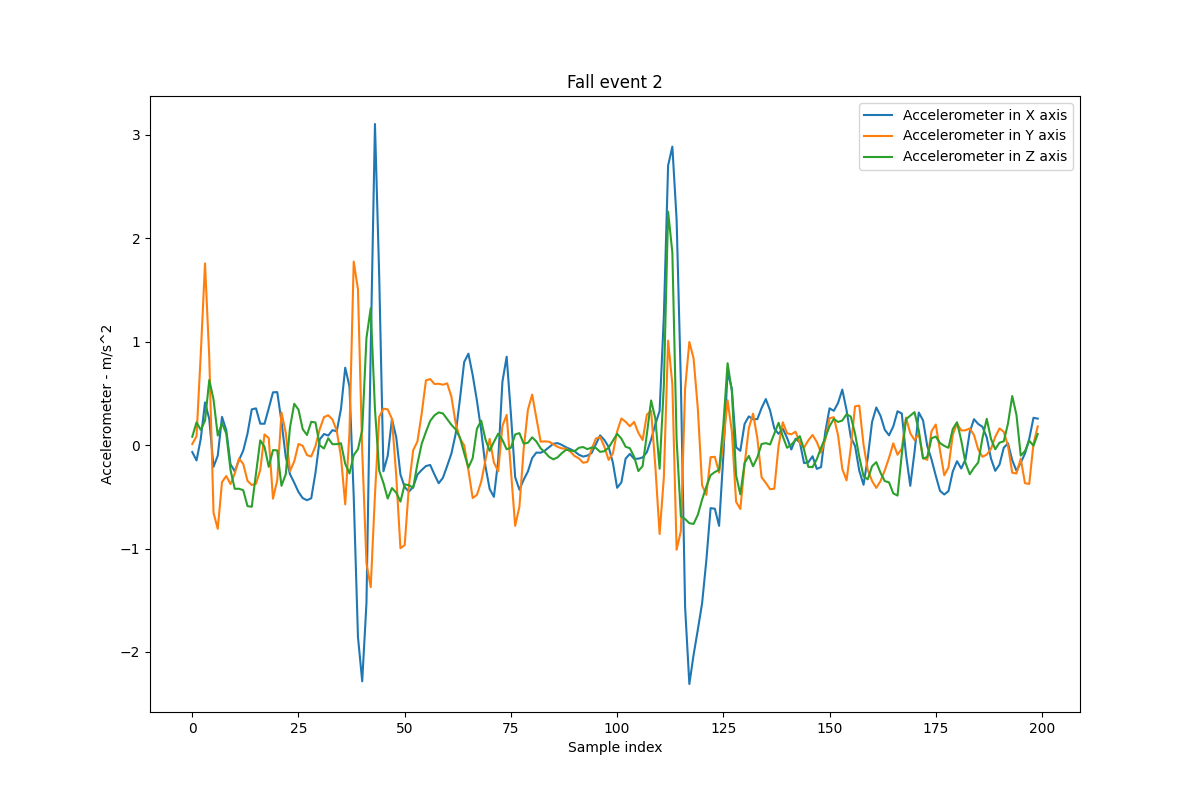 Fall event 2
Accelerometer in X axis
Accelerometer in Y axis
Accelerometer in Z axis
Accelerometer - m/s^2
3
2
1
0
−1
−2
0 25 50 75 100 125 150 175 200
Sample index